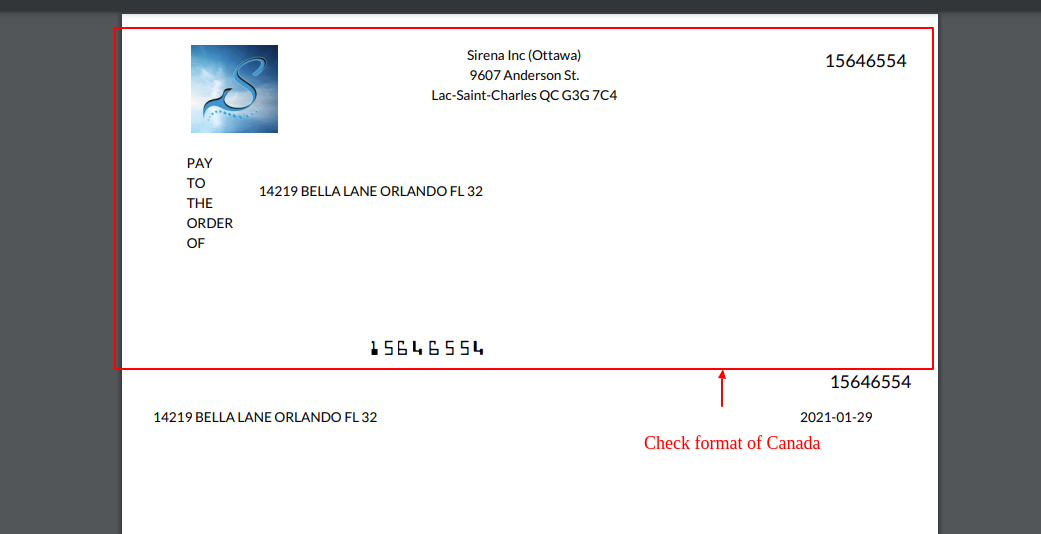 Sirena Inc (Ottawa)
9607 Anderson St.
Lac-Saint-Charles QC G3G 7C4
15646554
PAY
TO
THE
ORDER
OF
14219 BELLA LANE ORLANDO FL 32
15646554
15646554
14219 BELLA LANE ORLANDO FL 32
2021-01-29
Check format of Canada